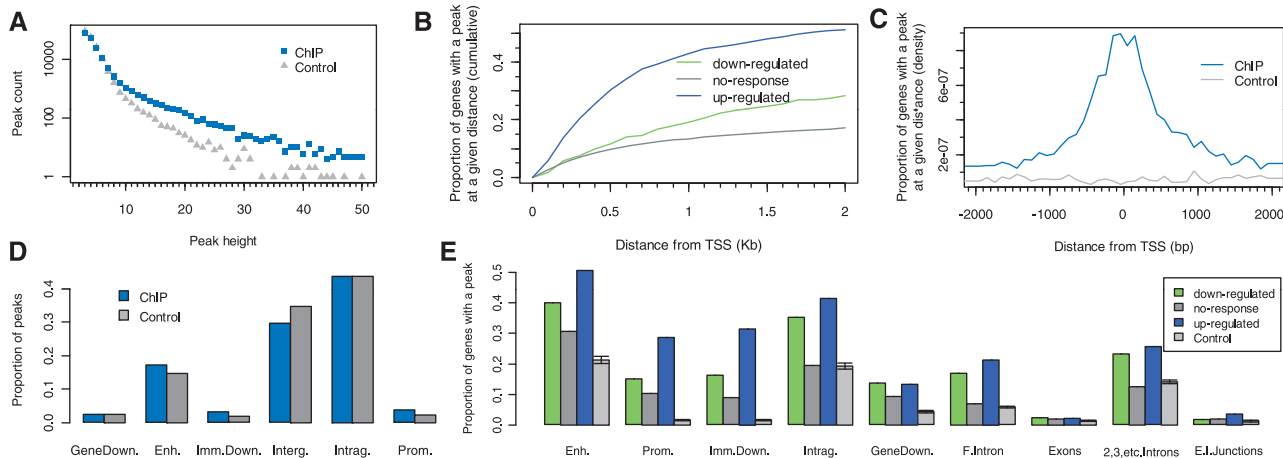 A
Peak count
10000
100
1
ChIP
Control
10
20
30
40
50
Peak height
B
Proportion of genes with a peak
at a given distance (cumulative)
0.0
0.2
0.4
down-regulated
no-response
up-regulated
0
0.5
1
1.5
2
Distance from TSS (Kb)
C
Proportion of genes with a peak
at a given distance (density)
2e-07
6e-07
ChIP
Control
-2000
-1000
0
1000
2000
Distance from TSS (bp)
D
Proportion of peaks
0.0
0.1
0.2
0.3
0.4
ChIP
Control
GeneDown.
Enh.
Imm.Down.
Interg.
Intrag.
Prom.
E
Proportion of genes with a peak
0.0
0.1
0.2
0.3
0.4
0.5
down-regulated
no-response
up-regulated
Control
Enh.
Prom.
Imm.Down.
Intrag.
GeneDown.
F.Intron
Exons
2,3,etc.Introns
E.I.Junctions